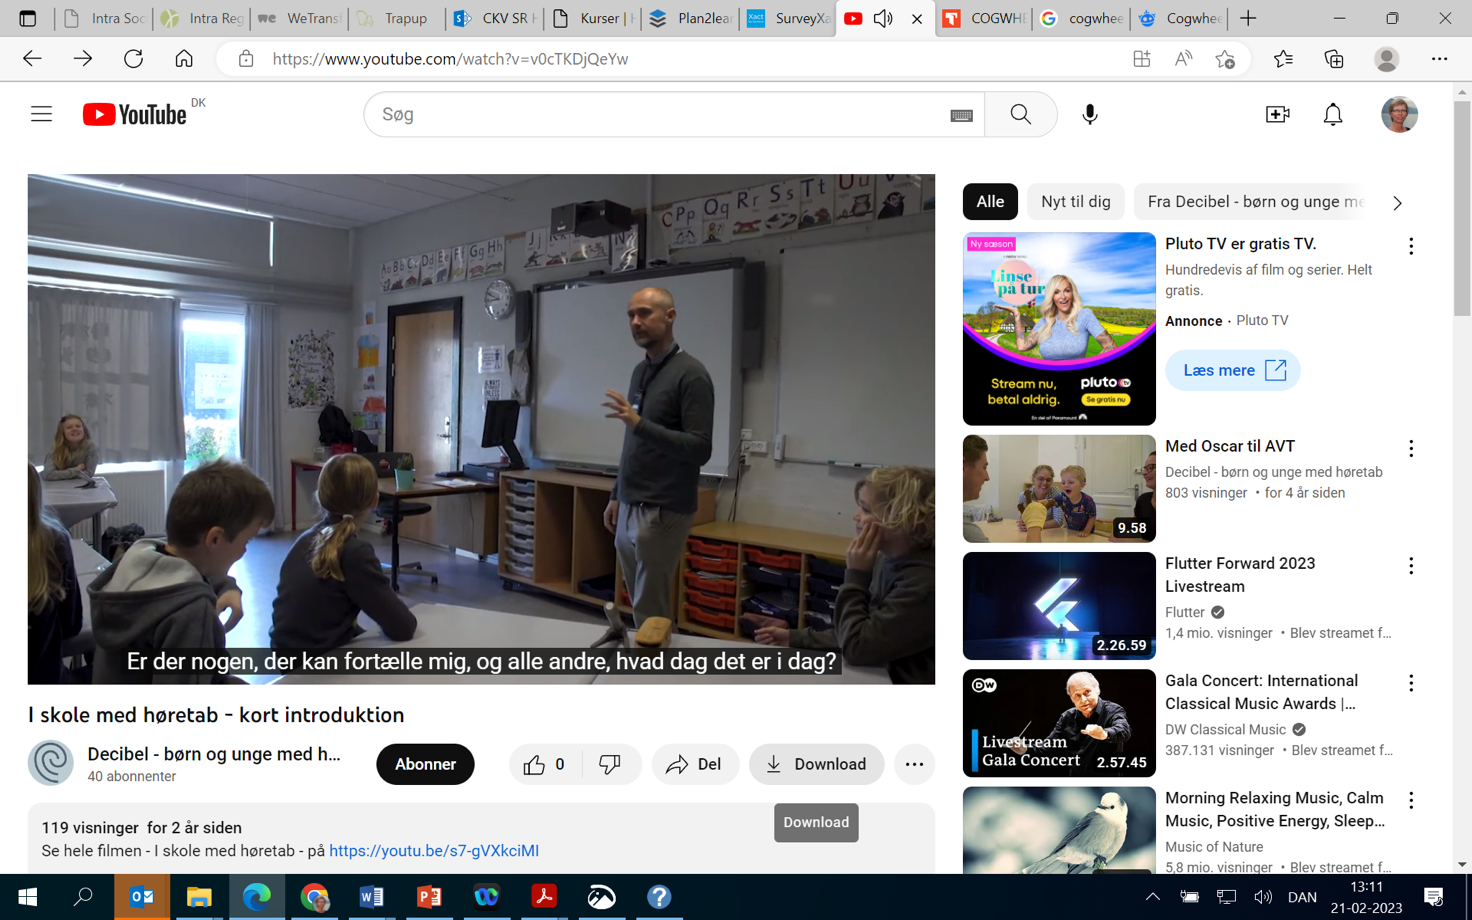 Intra Soc
Intra Reg
WeTransf
Trapup
CKV SR H
Kurser | H
Plan2lear
SurveyXa
COGWHE
cogwhee
Cogwhee
https://www.youtube.com/watch?v=v0cTKDjQeYw
YouTube DK
Søg
Alle
Nyt til dig
Fra Decibel - børn og unge me
Er der nogen, der kan fortælle mig, og alle andre, hvad dag det er i dag?
I skole med høretab - kort introduktion
Decibel - børn og unge med h...
40 abonnenter
Abonner
0
Del
Download
Download
119 visninger for 2 år siden
Se hele filmen - I skole med høretab - på https://youtu.be/s7-gVXkciMI
Ny sæson
Linse
på tur
Stream nu,
betal aldrig.
pluto tv
Se gratis nu
En del af Paramount
Pluto TV er gratis TV.
Hundredevis af film og serier. Helt
gratis.
Annonce · Pluto TV
Læs mere
9.58
Med Oscar til AVT
Decibel - børn og unge med høretab
803 visninger • for 4 år siden
2.26.59
Flutter Forward 2023
Livestream
Flutter
1,4 mio. visninger • Blev streamet f...
DW
Livestream
Gala Concert
2.57.45
Gala Concert: International
Classical Music Awards |...
DW Classical Music
387.131 visninger • Blev streamet f...
Morning Relaxing Music, Calm
Music, Positive Energy, Sleep...
Music of Nature
5,8 mio. visninger • Blev streamet f...
DAN
13:11
21-02-2023